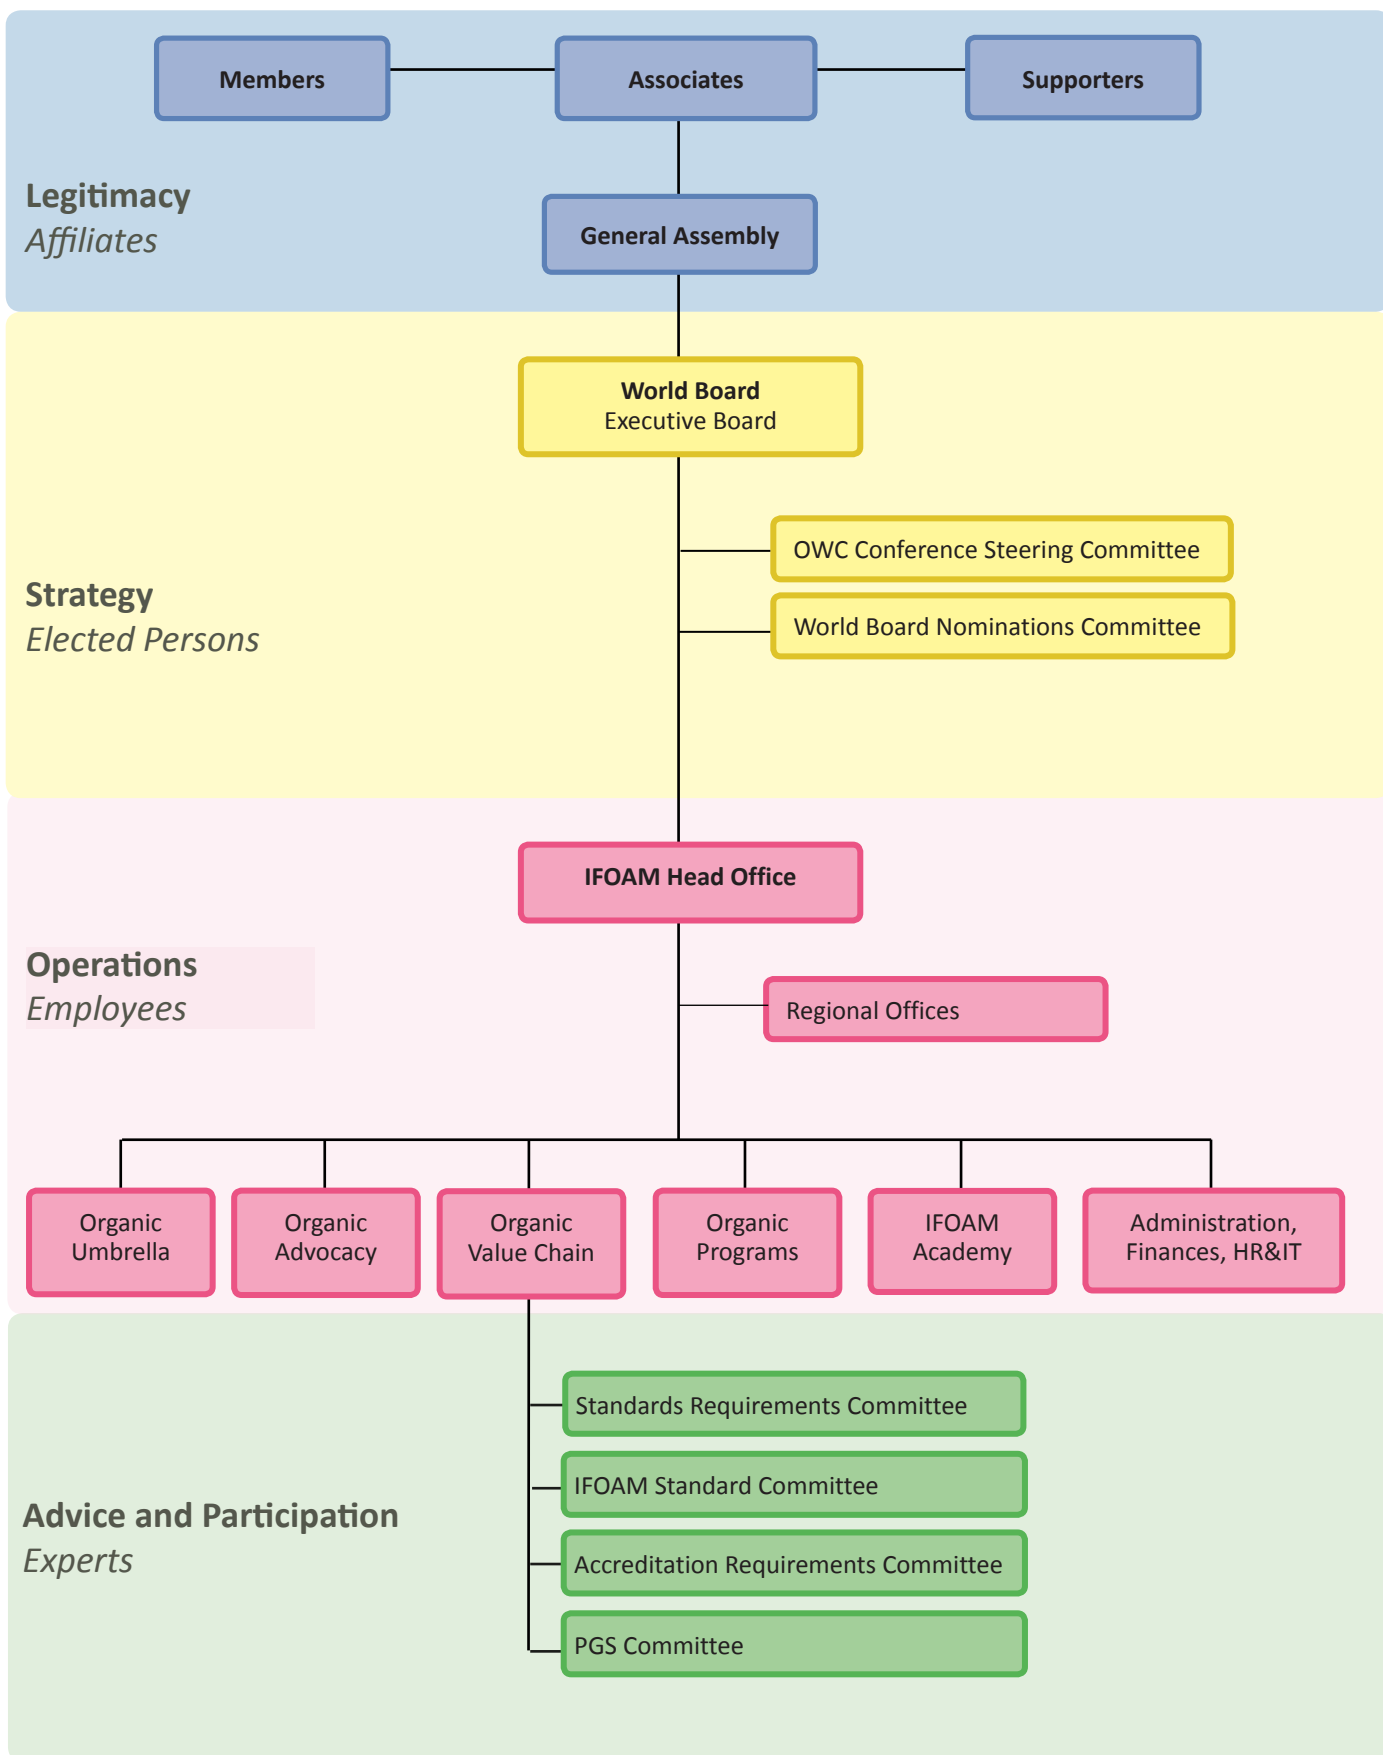 Members
Associates
Supporters
Legitimacy
Affiliates
General Assembly
World Board
Executive Board
OWC Conference Steering Committee
World Board Nominations Committee
Strategy
Elected Persons
IFOAM Head Office
Operations
Employees
Regional Offices
Organic
Umbrella
Organic
Advocacy
Organic
Value Chain
Organic
Programs
IFOAM
Academy
Administration,
Finances, HR&IT
Standards Requirements Committee
IFOAM Standard Committee
Advice and Participation
Experts
Accreditation Requirements Committee
PGS Committee